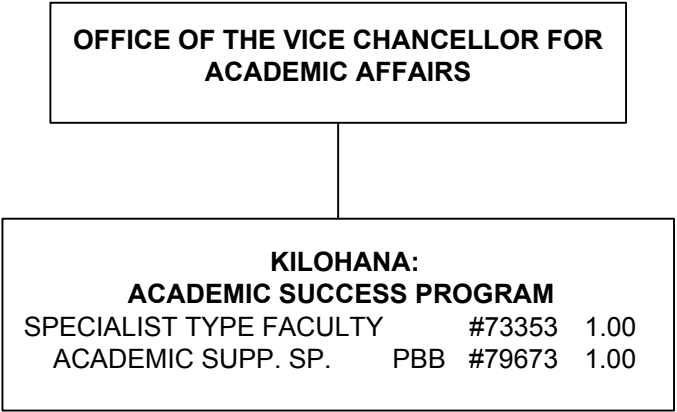 OFFICE OF THE VICE CHANCELLOR FOR
ACADEMIC AFFAIRS
KILOHANA:
ACADEMIC SUCCESS PROGRAM
SPECIALIST TYPE FACULTY #73353 1.00
ACADEMIC SUPP. SP. PBB #79673 1.00